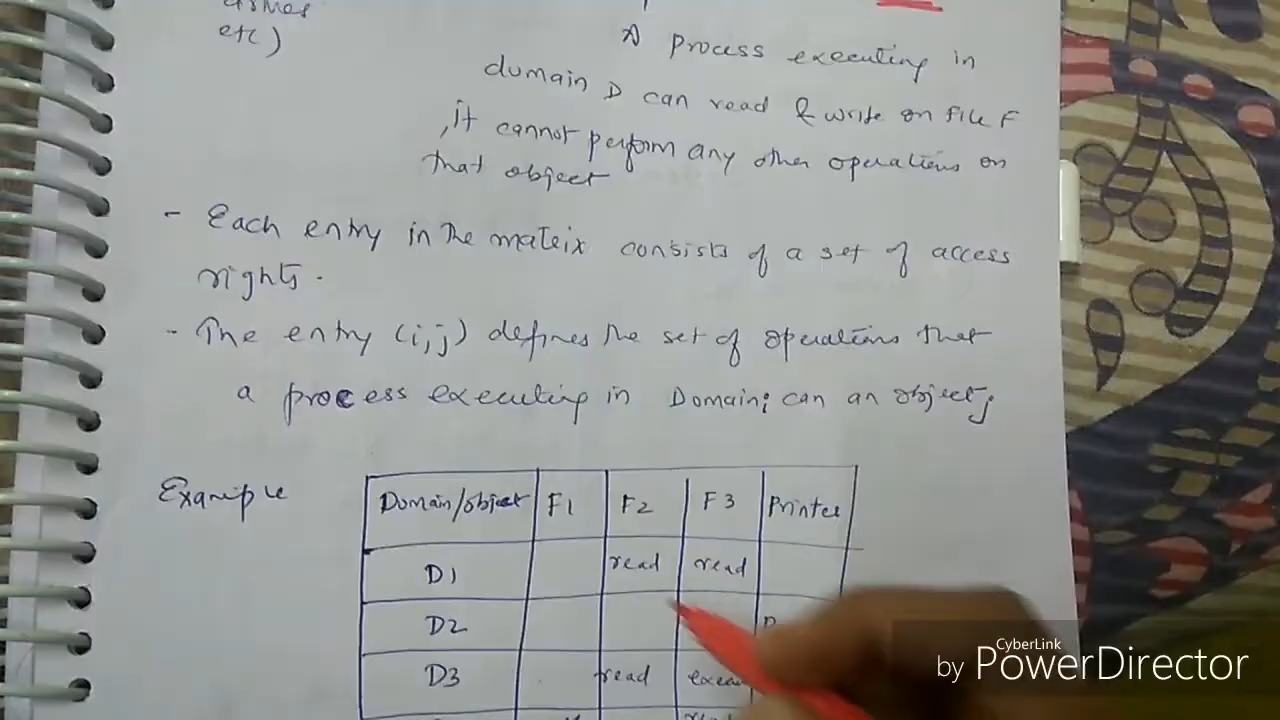 etc)
A process executing in
domain D can read & write on file F
, it cannot perform any other operations on
that object
- Each entry in the matrix consists of a set of access
rights.
- The entry (i,j) defines the set of operations that
a process executing in Domaini can an objectj
Example
Domain/object F1 F2 F3 Printer
D1 read read
D2
D3 read
CyberLink
by PowerDirector